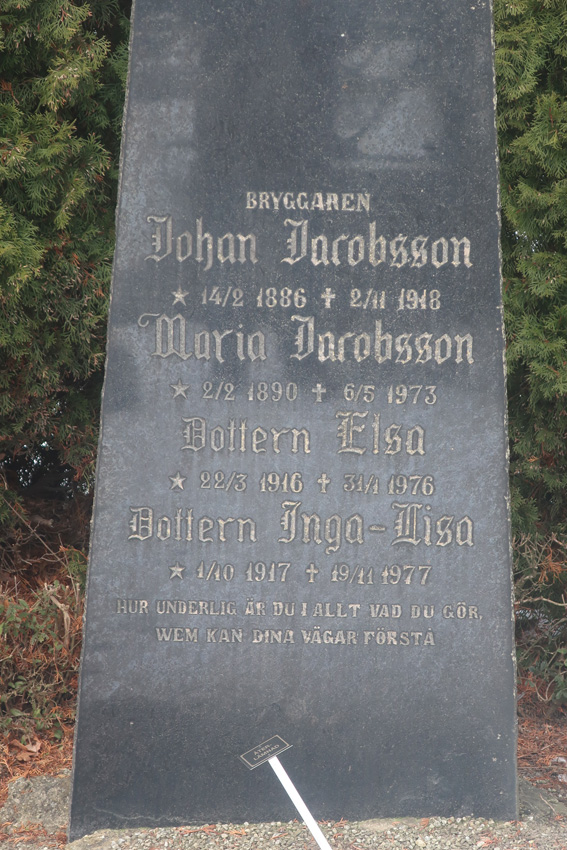 BRYGGAREN
Johan Jacobsson
★ 14/2 1886 ✝ 2/11 1918
Maria Jacobsson
★ 2/2 1890 ✝ 6/5 1973
Dottern Elsa
★ 22/3 1916 ✝ 31/1 1976
Dottern Inga-Lisa
★ 1/10 1917 ✝ 19/11 1977
HUR UNDERLIG ÄR DU I ALLT VAD DU GÖR,
WEM KAN DINA VÄGAR FÖRSTÅ
LÄMNAD